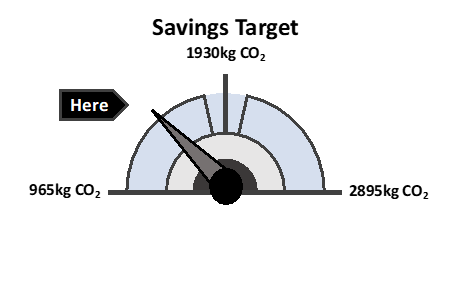 Savings Target
1930kg CO₂
Here
965kg CO₂
2895kg CO₂